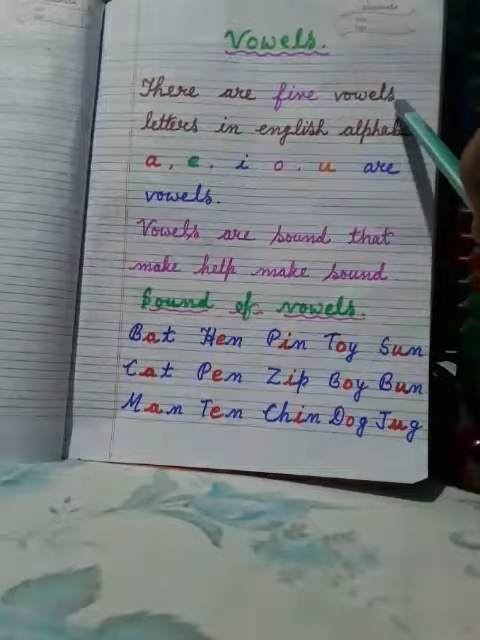 Vowels.
There are five vowels
letters in english alphab
a, e. i o. u are
vowels.
Vowels are sound that
make help make sound
Sound of vowels.
Bat Hen Pin Toy Sun
Cat Pen Zip Boy Bun
Man Ten Chin Dog Jug